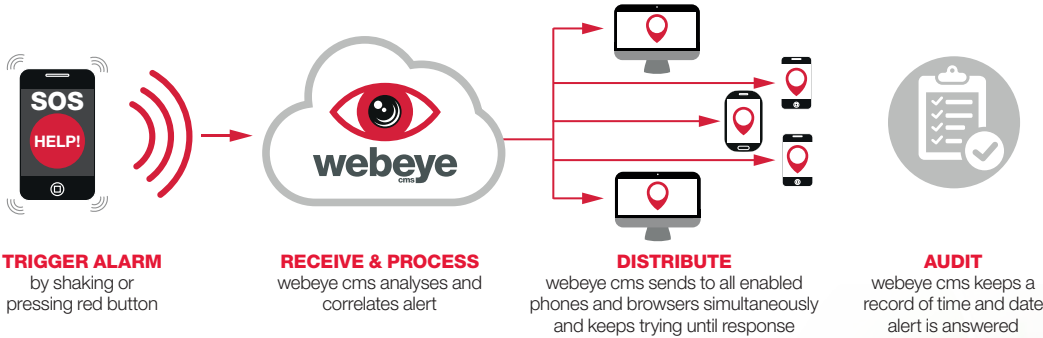 SOS
HELP!
webeye
cms
TRIGGER ALARM
by shaking or
pressing red button
RECEIVE & PROCESS
webeye cms analyses and
correlates alert
DISTRIBUTE
webeye cms sends to all enabled
phones and browsers simultaneously
and keeps trying until response
AUDIT
webeye cms keeps a
record of time and date
alert is answered